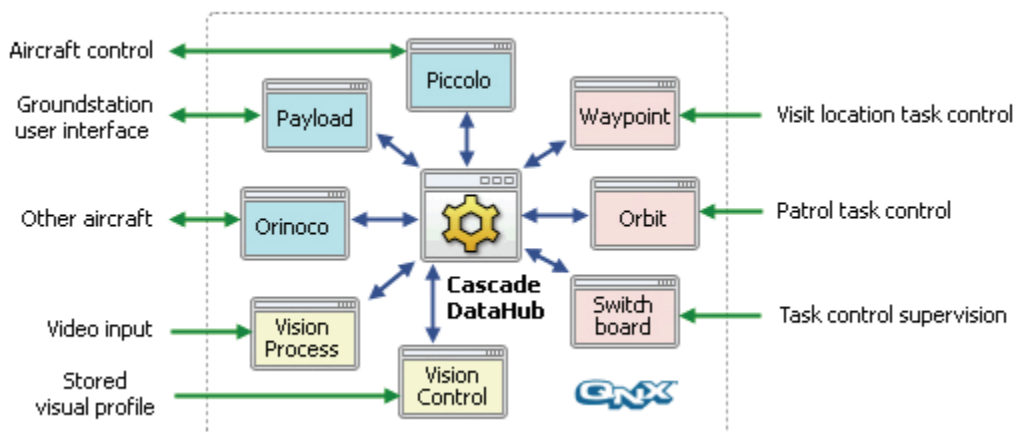 Aircraft control
Piccolo
Groundstation
user interface
Payload
Waypoint
Visit location task control
Other aircraft
Orinoco
Orbit
Patrol task control
Cascade
DataHub
Video input
Vision
Process
Switch
board
Task control supervision
Stored
visual profile
Vision
Control
QNX